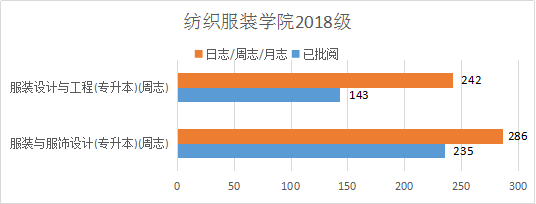 纺织服装学院2018级
日志/周志/月志 已批阅
服装设计与工程(专升本)(周志)
242
143
服装与服饰设计(专升本)(周志)
286
235
0 50 100 150 200 250 300